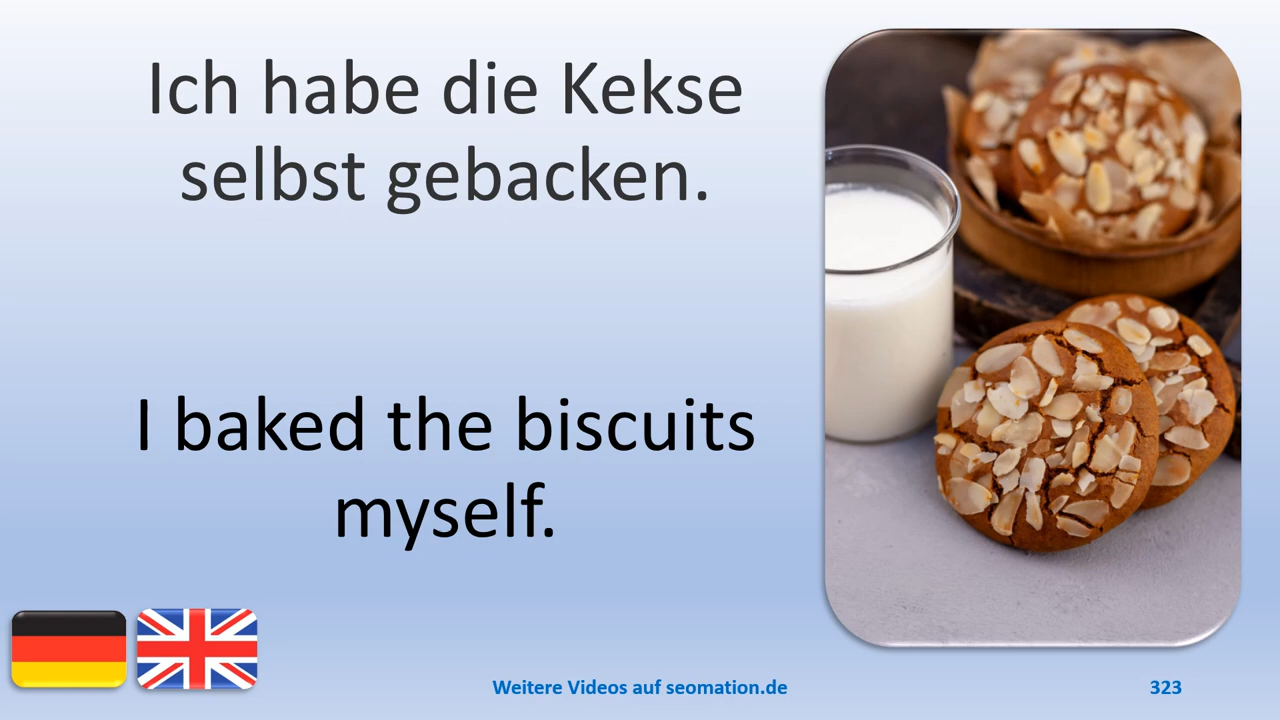 Ich habe die Kekse
selbst gebacken.
I baked the biscuits
myself.
Weitere Videos auf seomation.de
323